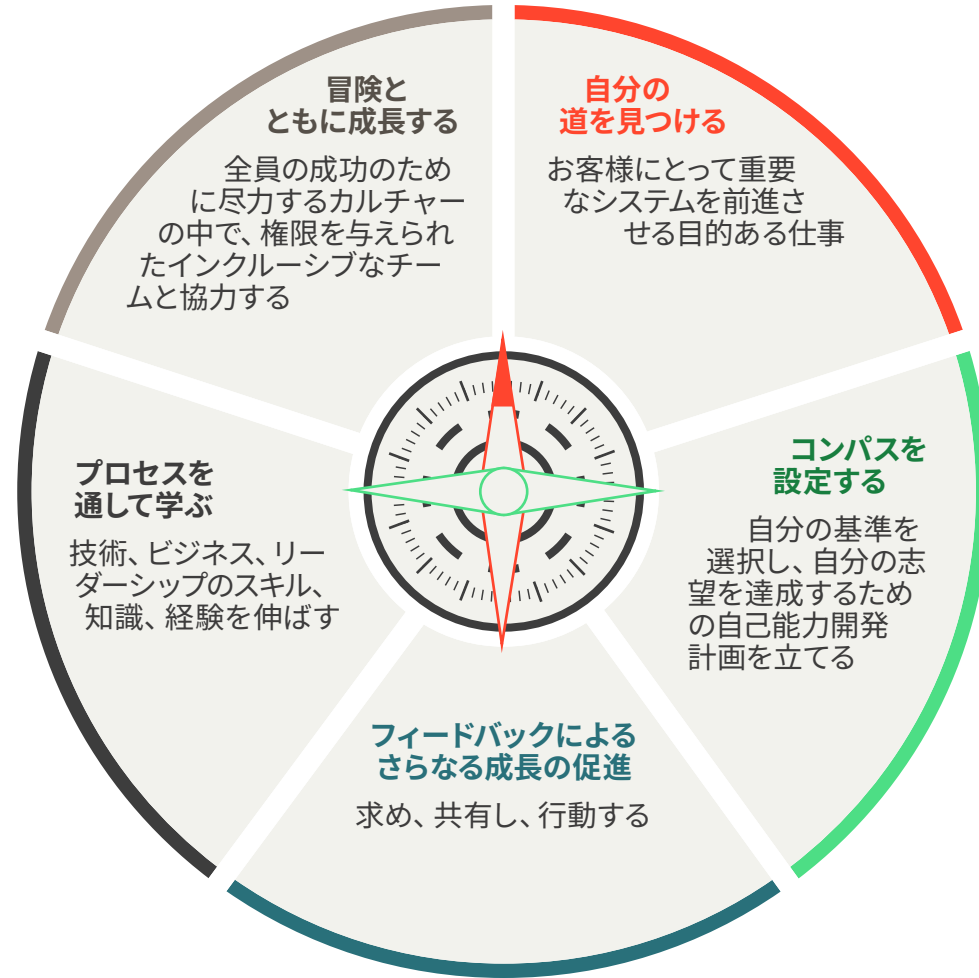 自分の
道を見つける
お客様にとって重要
なシステムを前進さ
せる目的ある仕事
コンパスを
設定する
自分の基準を
選択し、自分の志
望を達成するため
の自己能力開発
計画を立てる
フィードバックによる
さらなる成長の促進
求め、共有し、行動する
プロセスを
通して学ぶ
技術、ビジネス、リー
ダーシップのスキル、
知識、経験を伸ばす
冒険と
ともに成長する
全員の成功のため
に尽力するカルチャー
の中で、権限を与えられ
たインクルーシブなチー
ムと協力する